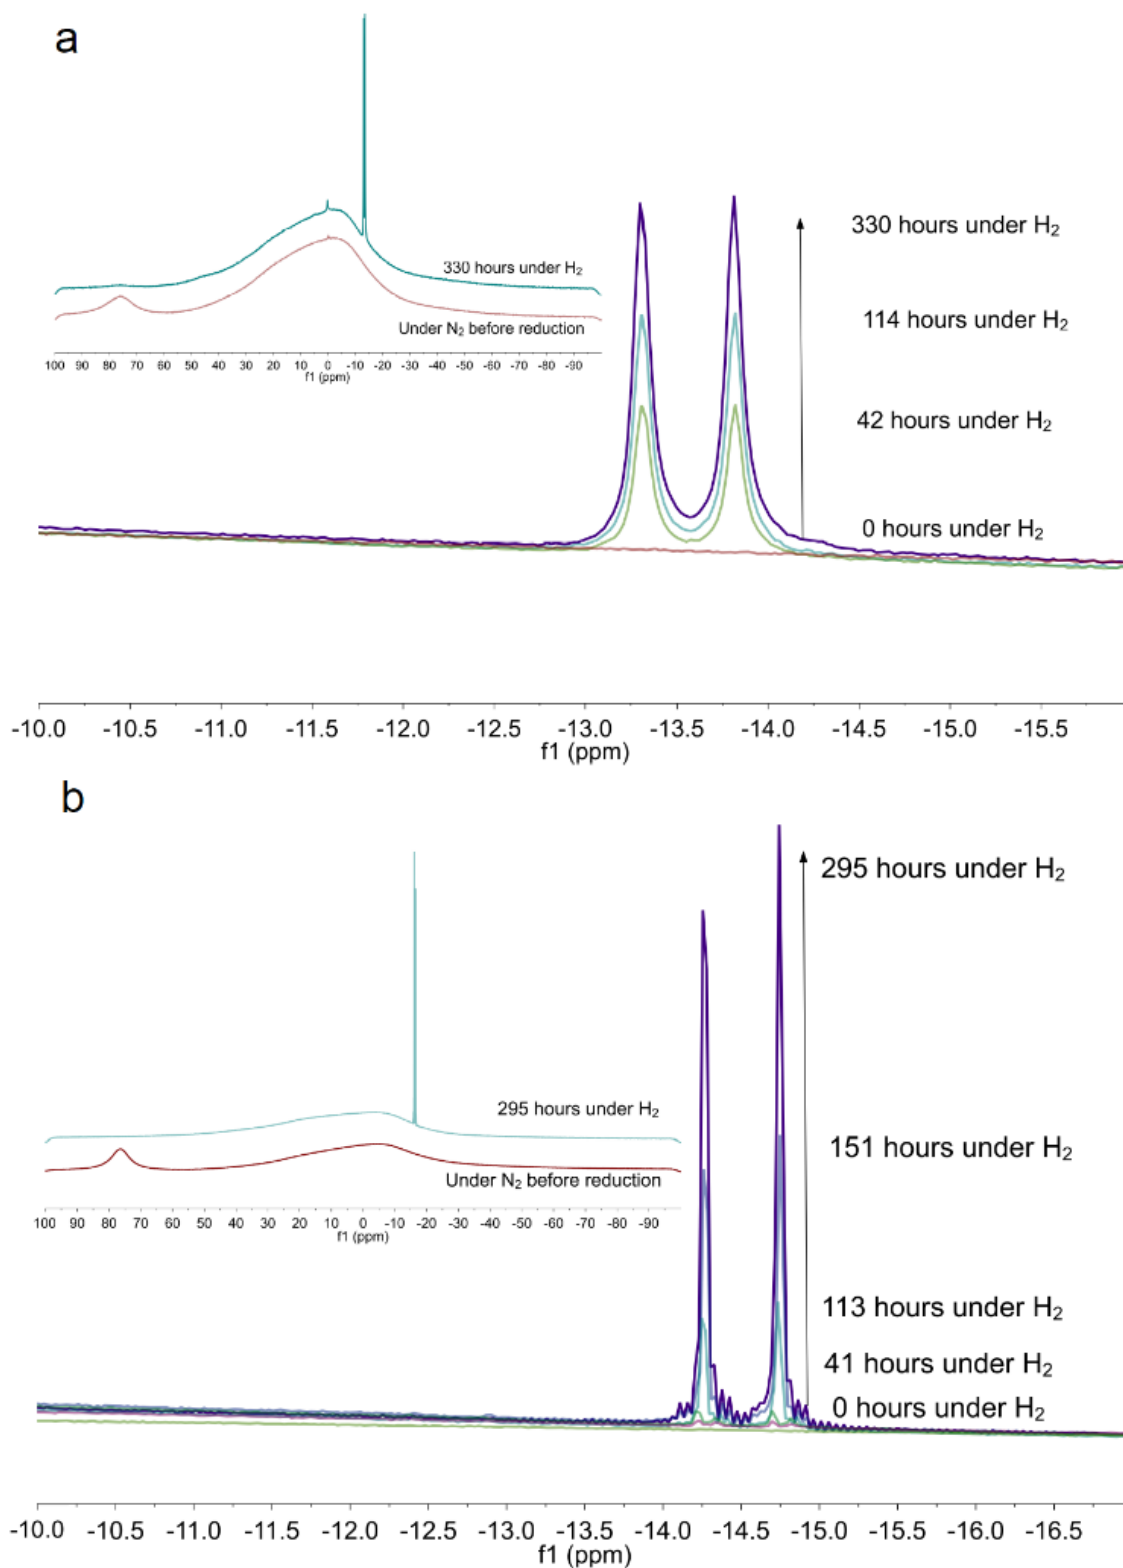 a
330 hours under H₂
Under N₂ before reduction
100 90 80 70 60 50 40 30 20 10 0 -10 -20 -30 -40 -50 -60 -70 -80 -90
f1 (ppm)
330 hours under H₂
114 hours under H₂
42 hours under H₂
0 hours under H₂
-10.0 -10.5 -11.0 -11.5 -12.0 -12.5 -13.0 -13.5 -14.0 -14.5 -15.0 -15.5
f1 (ppm)
b
295 hours under H₂
Under N₂ before reduction
100 90 80 70 60 50 40 30 20 10 0 -10 -20 -30 -40 -50 -60 -70 -80 -90
f1 (ppm)
295 hours under H₂
151 hours under H₂
113 hours under H₂
41 hours under H₂
0 hours under H₂
-10.0 -10.5 -11.0 -11.5 -12.0 -12.5 -13.0 -13.5 -14.0 -14.5 -15.0 -15.5 -16.0 -16.5
f1 (ppm)